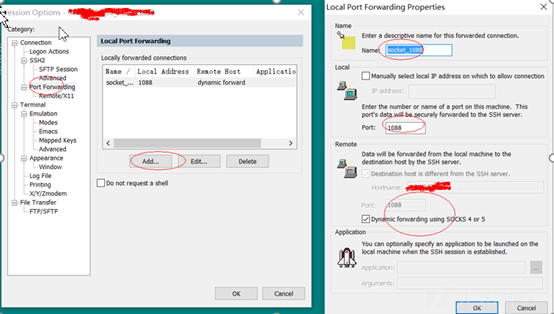 ession Options -
Category:
Connection
Logon Actions
SSH2
SFTP Session
Advanced
Port Forwarding
Remote/X11
Terminal
Emulation
Modes
Emacs
Mapped Keys
Advanced
Appearance
Window
Log File
Printing
X/Y/Zmodem
File Transfer
FTP/SFTP
Local Port Forwarding
Locally forwarded connections
Name / Local Address Remote Host Applicatio
socket_... 1088 dynamic forward
Add... Edit... Delete
Do not request a shell
OK Cancel
Local Port Forwarding Properties
Name
Enter a descriptive name for this forwarded connection.
Name: socket_1088
Local
Manually select local IP address on which to allow connection
IP address:
Enter the number or name of a port on this machine. This
port's data will be securely forwarded to the SSH server.
Port: 1088
Remote
Data will be forwarded from the local machine to the
destination host by the SSH server.
Destination host is different from the SSH server.
Hostname:
Port: 1088
Dynamic forwarding using SOCKS 4 or 5
Application
You can optionally specify an application to be launched on
the local machine when the SSH session is established.
Application: ...
Arguments:
OK Cancel